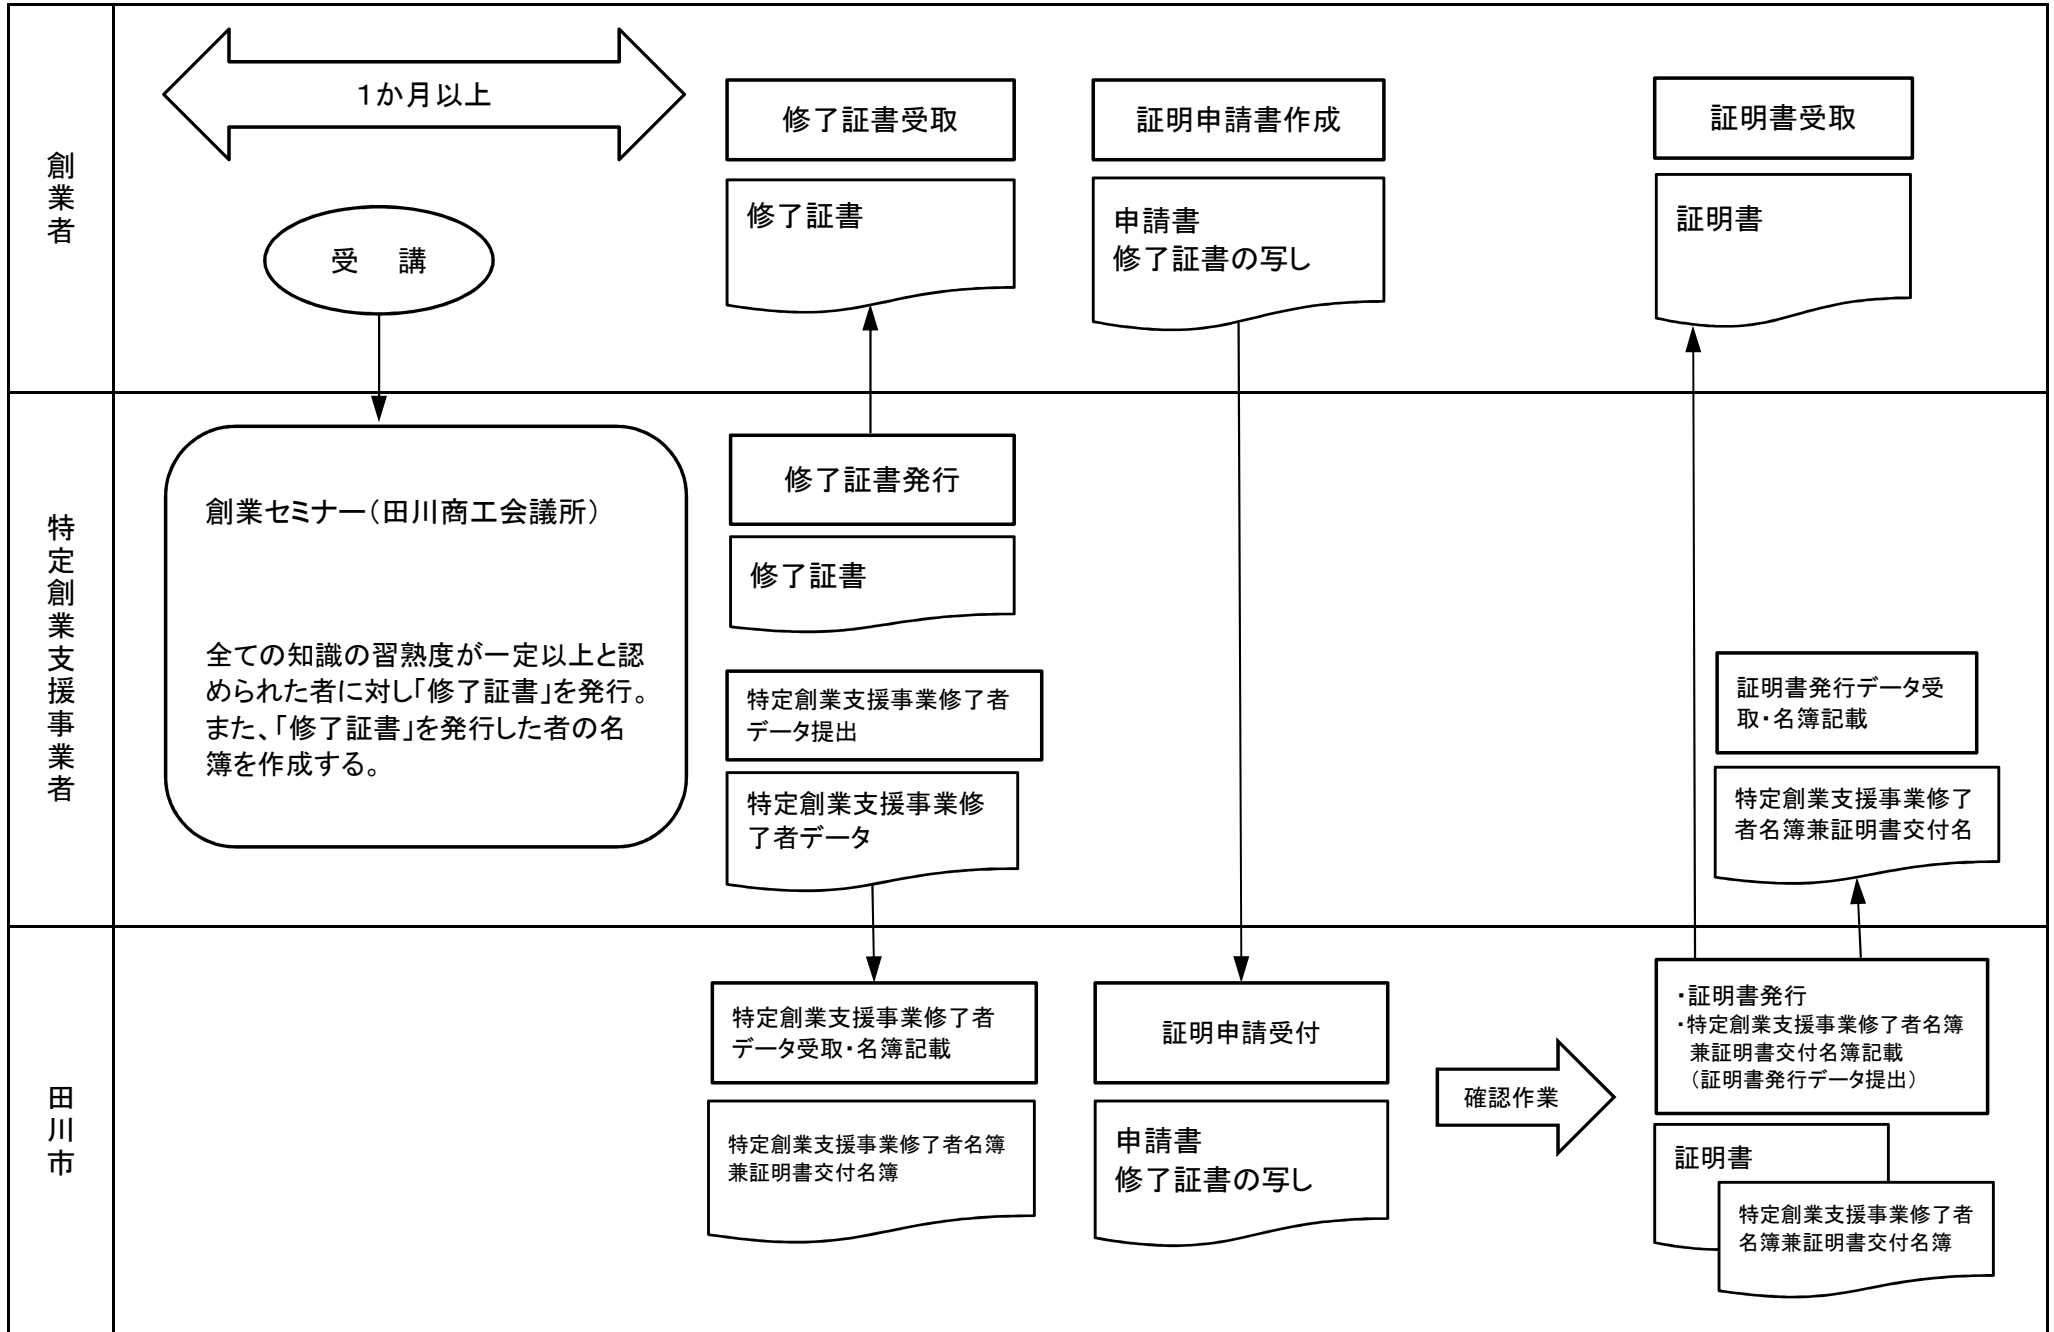 創業者
1か月以上
受　講
修了証書受取
修了証書
証明申請書作成
申請書
修了証書の写し
証明書受取
証明書
特定創業支援事業者
創業セミナー（田川商工会議所）
全ての知識の習熟度が一定以上と認
められた者に対し「修了証書」を発行。
また、「修了証書」を発行した者の名
簿を作成する。
修了証書発行
修了証書
特定創業支援事業修了者
データ提出
特定創業支援事業修
了者データ
証明書発行データ受
取・名簿記載
特定創業支援事業修了
者名簿兼証明書交付名
田川市
特定創業支援事業修了者
データ受取・名簿記載
特定創業支援事業修了者名簿
兼証明書交付名簿
証明申請受付
申請書
修了証書の写し
確認作業
・証明書発行
・特定創業支援事業修了者名簿
兼証明書交付名簿記載
（証明書発行データ提出）
証明書
特定創業支援事業修了者
名簿兼証明書交付名簿